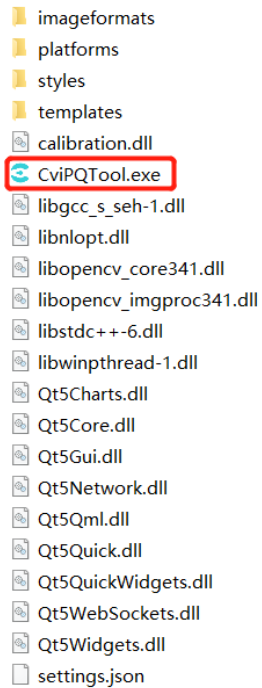 imageformats
platforms
styles
templates
calibration.dll
CviPQTool.exe
libgcc_s_seh-1.dll
libnlopt.dll
libopencv_core341.dll
libopencv_imgproc341.dll
libstdc++-6.dll
libwinpthread-1.dll
Qt5Charts.dll
Qt5Core.dll
Qt5Gui.dll
Qt5Network.dll
Qt5Qml.dll
Qt5Quick.dll
Qt5QuickWidgets.dll
Qt5WebSockets.dll
Qt5Widgets.dll
settings.json